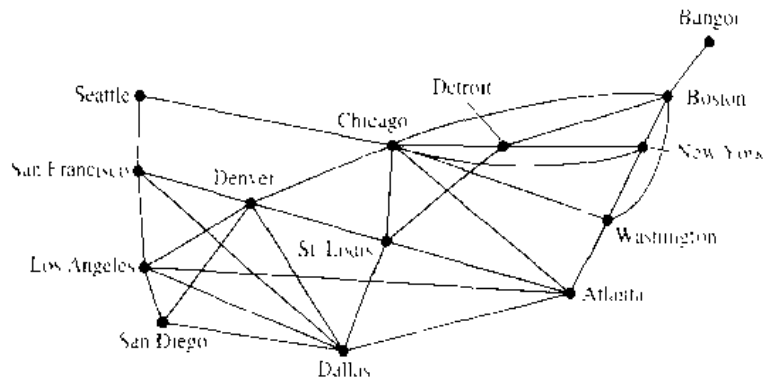 Bangor
Seattle
Detroit
Boston
Chicago
New York
San Francisco
Denver
St. Louis
Washington
Los Angeles
Atlanta
San Diego
Dallas